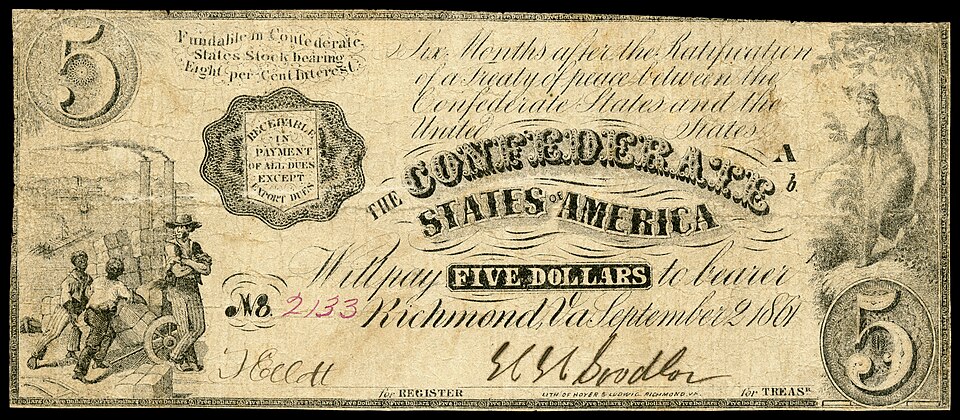 5
Fundable in Confederate
States Stock bearing
Eight per Cent Interest.
Six Months after the Ratification
of a Treaty of peace between the
Confederate States and the
United States
RECEIVABLE
IN
PAYMENT
OF ALL DUES
EXCEPT
EXPORT DUES
A
b
THE CONFEDERATE
STATES OF AMERICA
Will pay FIVE DOLLARS to bearer
No. 2133 Richmond, Va September 2 1861
for REGISTER
LITH OF HOYER & LUDWIG, RICHMOND, VA
for TREASR
5